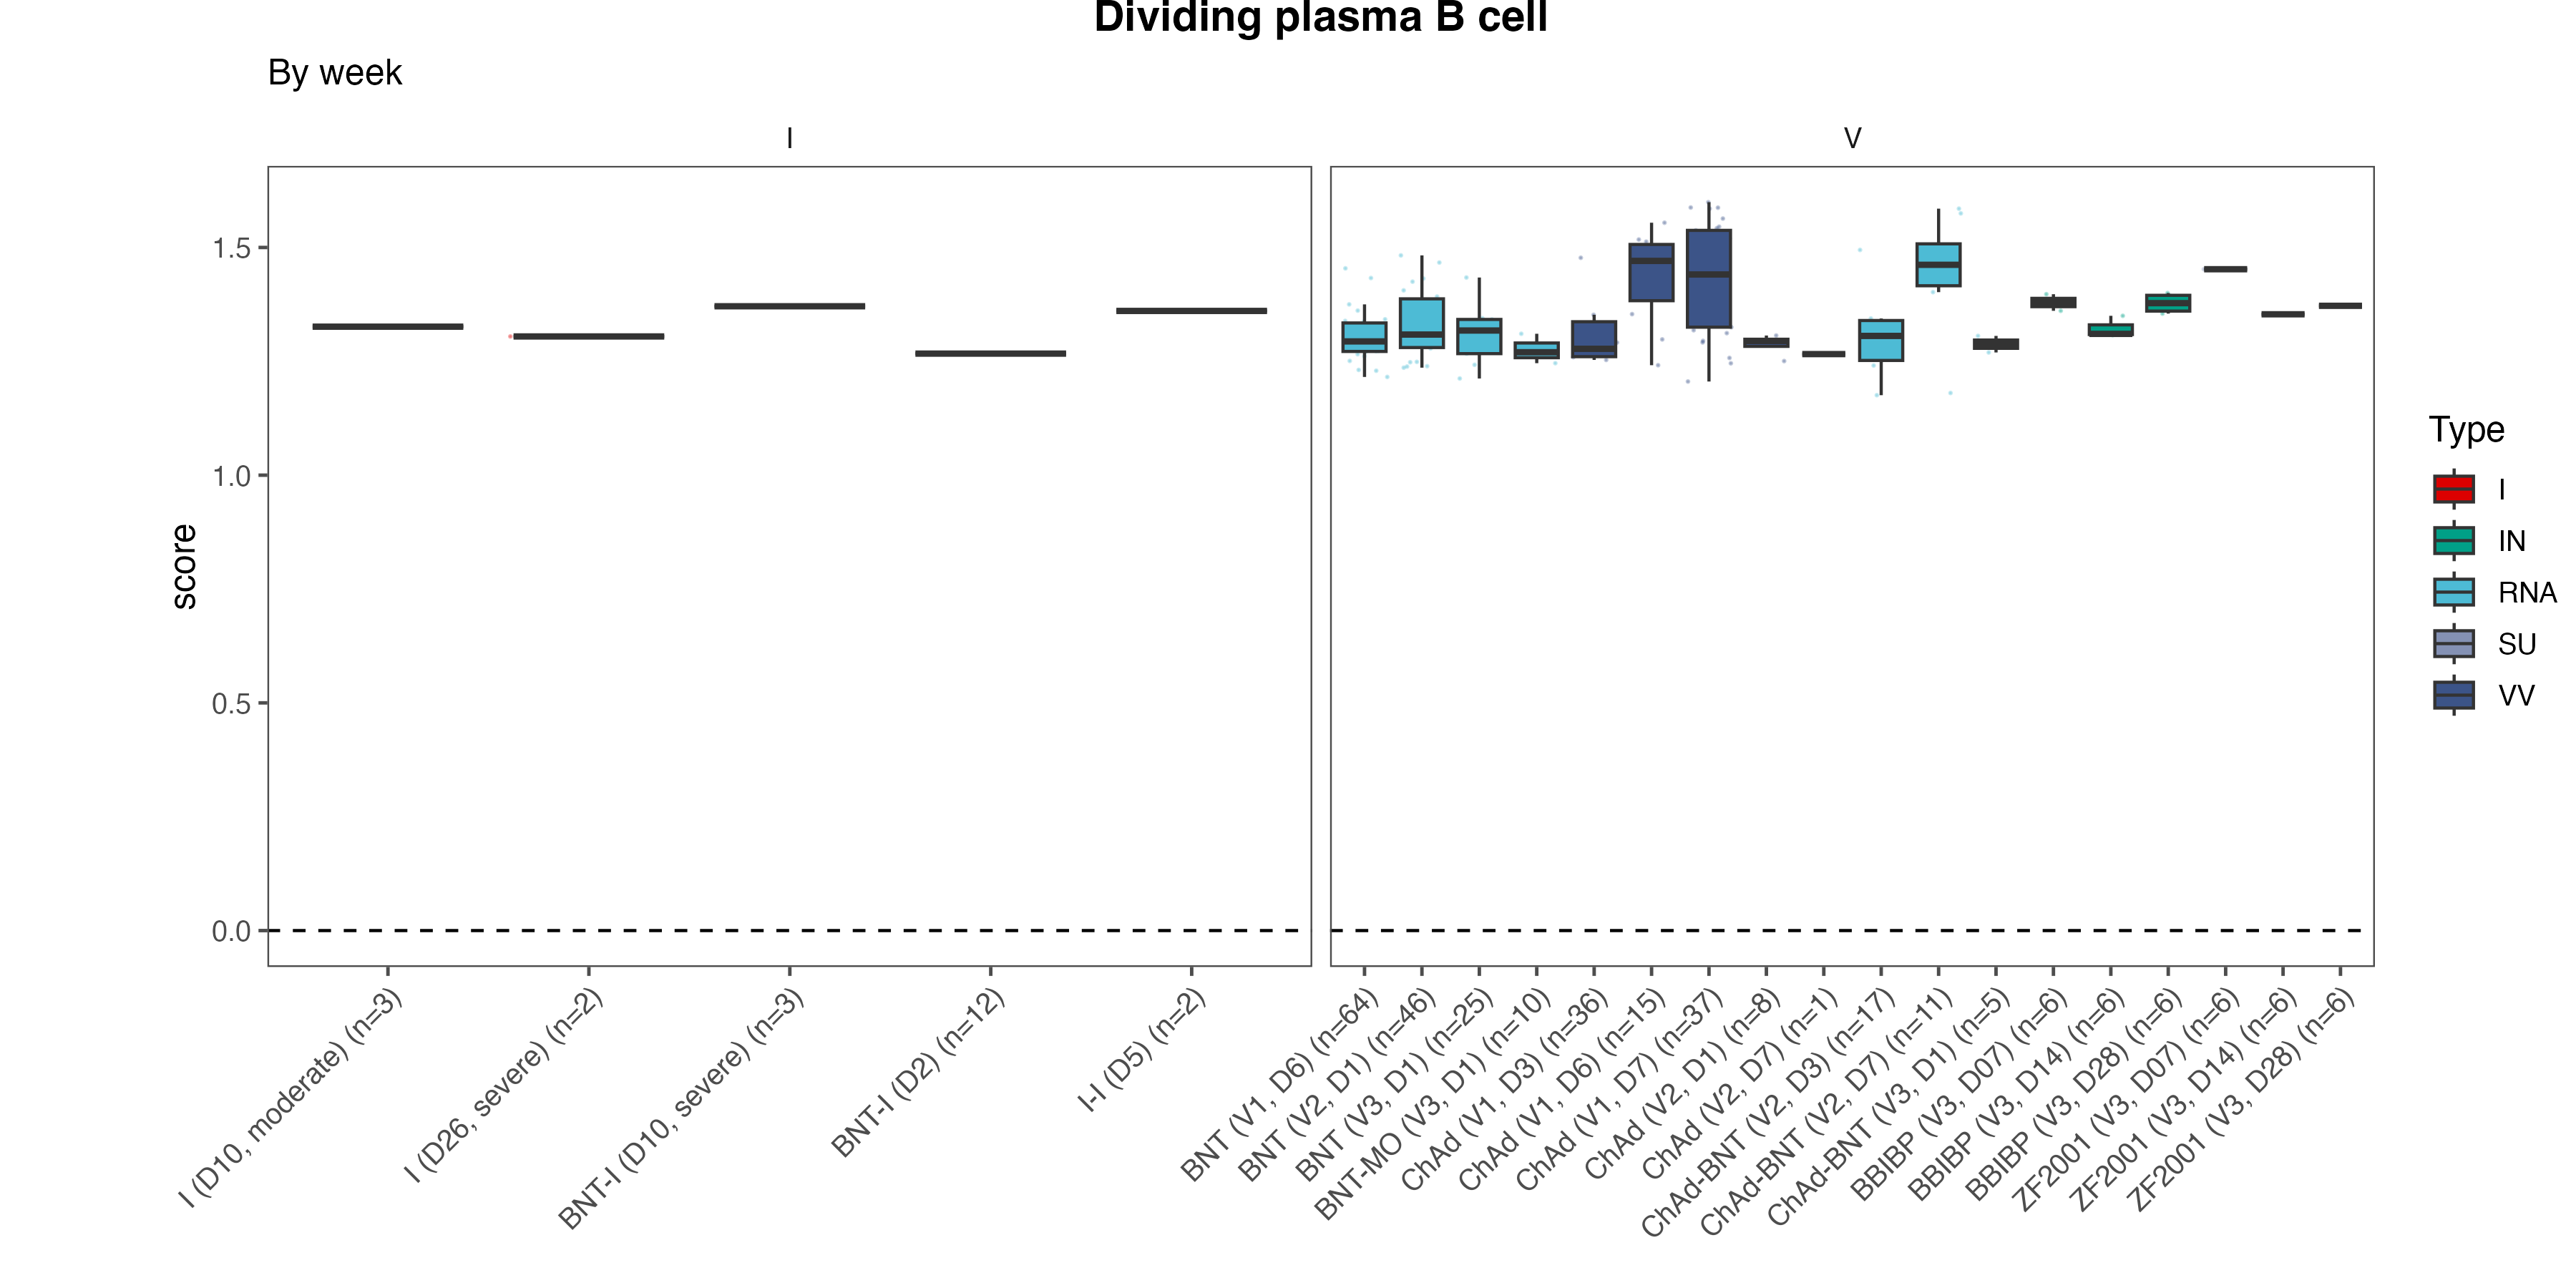 Dividing plasma B cell
By week
I
V
score
1.5
1.0
0.5
0.0
I (D10, moderate) (n=3)
I (D26, severe) (n=2)
BNT-I (D10, severe) (n=3)
BNT-I (D2) (n=12)
I-I (D5) (n=2)
BNT (V1, D6) (n=64)
BNT (V2, D1) (n=46)
BNT (V3, D1) (n=25)
BNT-MO (V3, D1) (n=10)
ChAd (V1, D3) (n=36)
ChAd (V1, D6) (n=15)
ChAd (V1, D7) (n=37)
ChAd (V2, D1) (n=8)
ChAd (V2, D7) (n=1)
ChAd-BNT (V2, D3) (n=17)
ChAd-BNT (V2, D7) (n=11)
ChAd-BNT (V3, D1) (n=5)
BBIBP (V3, D07) (n=6)
BBIBP (V3, D14) (n=6)
BBIBP (V3, D28) (n=6)
ZF2001 (V3, D07) (n=6)
ZF2001 (V3, D14) (n=6)
ZF2001 (V3, D28) (n=6)
Type
I
IN
RNA
SU
VV